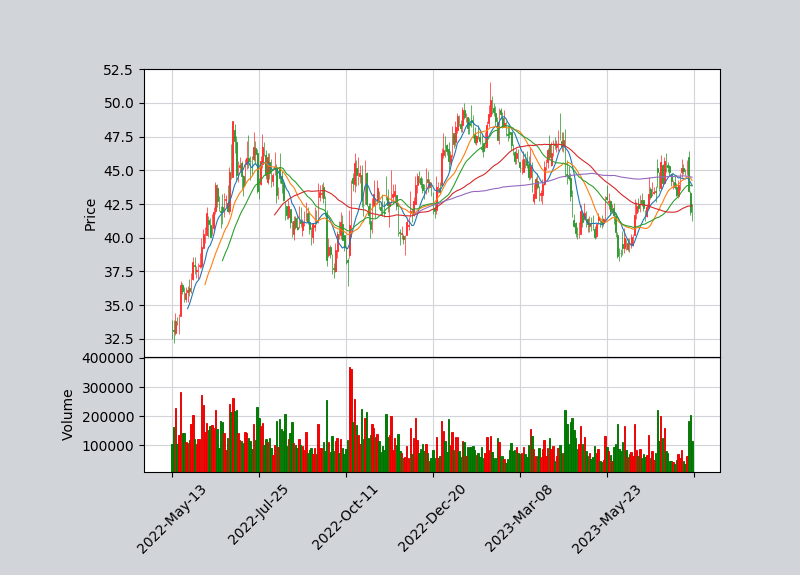 52.5
50.0
47.5
45.0
42.5
40.0
37.5
35.0
32.5
Price
400000
300000
200000
100000
Volume
2022-May-13
2022-Jul-25
2022-Oct-11
2022-Dec-20
2023-Mar-08
2023-May-23